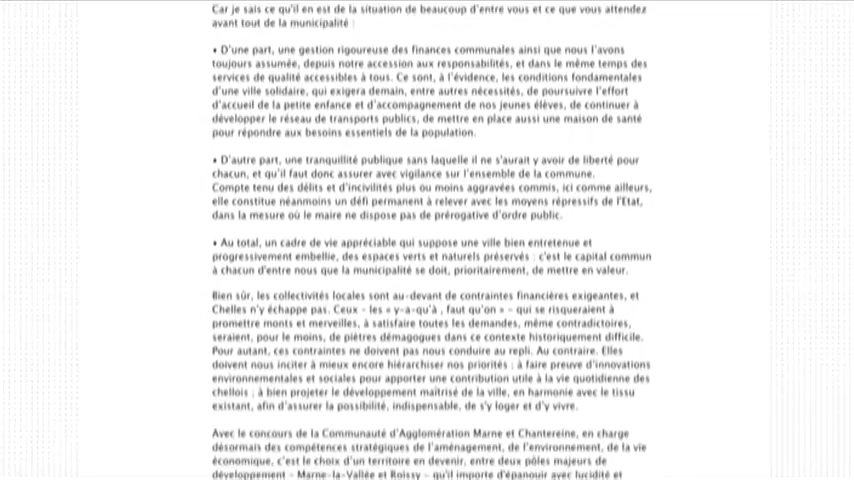 Car je sais ce qu'il en est de la situation de beaucoup d'entre vous et ce que vous attendez
avant tout de la municipalité :
• D'une part, une gestion rigoureuse des finances communales ainsi que nous l'avons
toujours assumée, depuis notre accession aux responsabilités, et dans le même temps des
services de qualité accessibles à tous. Ce sont, à l'évidence, les conditions fondamentales
d'une ville solidaire, qui exigera demain, entre autres nécessités, de poursuivre l'effort
d'accueil de la petite enfance et d'accompagnement de nos jeunes élèves, de continuer à
développer le réseau de transports publics, de mettre en place aussi une maison de santé
pour répondre aux besoins essentiels de la population.
• D'autre part, une tranquillité publique sans laquelle il ne s'aurait y avoir de liberté pour
chacun, et qu'il faut donc assurer avec vigilance sur l'ensemble de la commune.
Compte tenu des délits et d'incivilités plus ou moins aggravées commis, ici comme ailleurs,
elle constitue néanmoins un défi permanent à relever avec les moyens répressifs de l'Etat,
dans la mesure où le maire ne dispose pas de prérogative d'ordre public.
• Au total, un cadre de vie appréciable qui suppose une ville bien entretenue et
progressivement embellie, des espaces verts et naturels préservés : c'est le capital commun
à chacun d'entre nous que la municipalité se doit, prioritairement, de mettre en valeur.
Bien sûr, les collectivités locales sont au-devant de contraintes financières exigeantes, et
Chelles n'y échappe pas. Ceux - les « y-a-qu'à , faut qu'on » - qui se risqueraient à
promettre monts et merveilles, à satisfaire toutes les demandes, même contradictoires,
seraient, pour le moins, de piètres démagogues dans ce contexte historiquement difficile.
Pour autant, ces contraintes ne doivent pas nous conduire au repli. Au contraire. Elles
doivent nous inciter à mieux encore hiérarchiser nos priorités : à faire preuve d'innovations
environnementales et sociales pour apporter une contribution utile à la vie quotidienne des
chellois ; à bien projeter le développement maîtrisé de la ville, en harmonie avec le tissu
existant, afin d'assurer la possibilité, indispensable, de s'y loger et d'y vivre.
Avec le concours de la Communauté d'Agglomération Marne et Chantereine, en charge
désormais des compétences stratégiques de l'aménagement, de l'environnement, de la vie
économique, c'est le choix d'un territoire en devenir, entre deux pôles majeurs de
développement - Marne-la-Vallée et Roissy - qu'il importe d'épanouir avec lucidité et